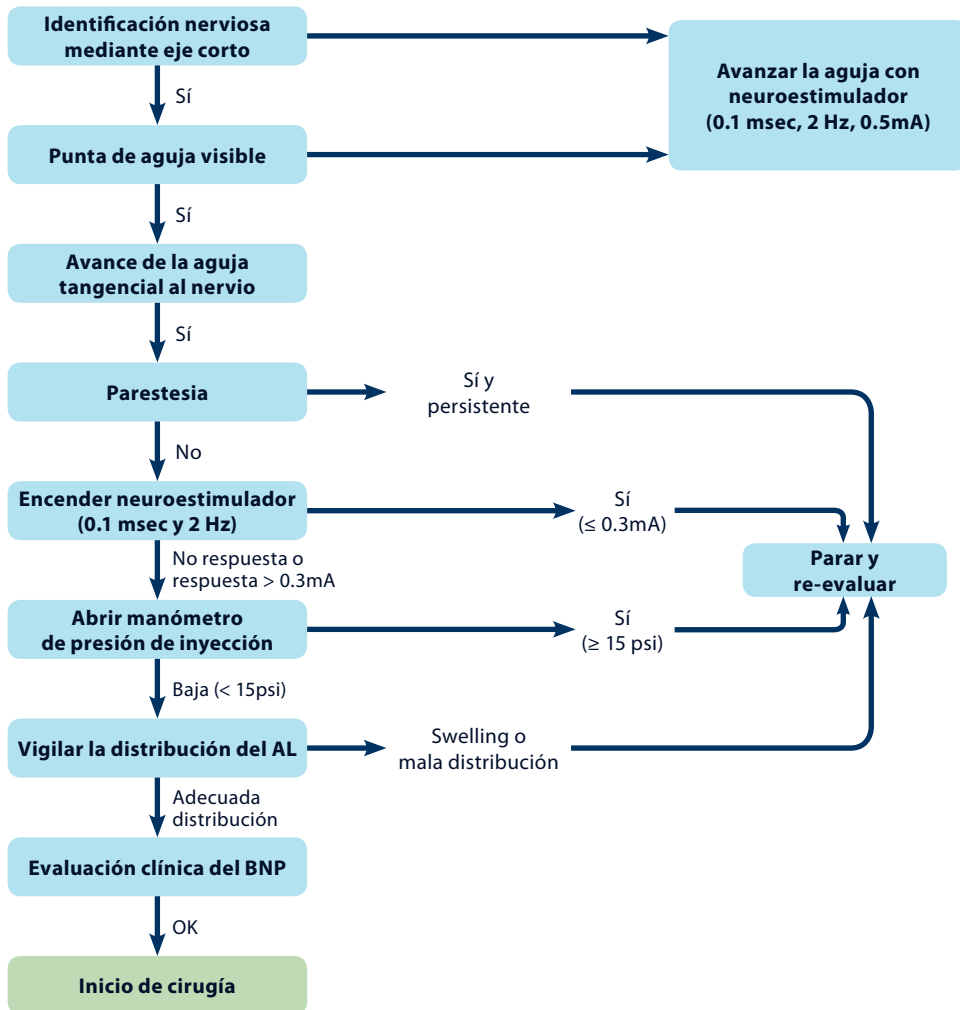 Identificación nerviosa
mediante eje corto
Avanzar la aguja con
neuroestimulador
(0.1 msec, 2 Hz, 0.5mA)
Sí
Punta de aguja visible
Sí
Avance de la aguja
tangencial al nervio
Sí
Parestesia
Sí y
persistente
No
Encender neuroestimulador
(0.1 msec y 2 Hz)
Sí
(≤ 0.3mA)
No respuesta o
respuesta > 0.3mA
Parar y
re-evaluar
Abrir manómetro
de presión de inyección
Sí
(≥ 15 psi)
Baja (< 15psi)
Vigilar la distribución del AL
Swelling o
mala distribución
Adecuada
distribución
Evaluación clínica del BNP
OK
Inicio de cirugía